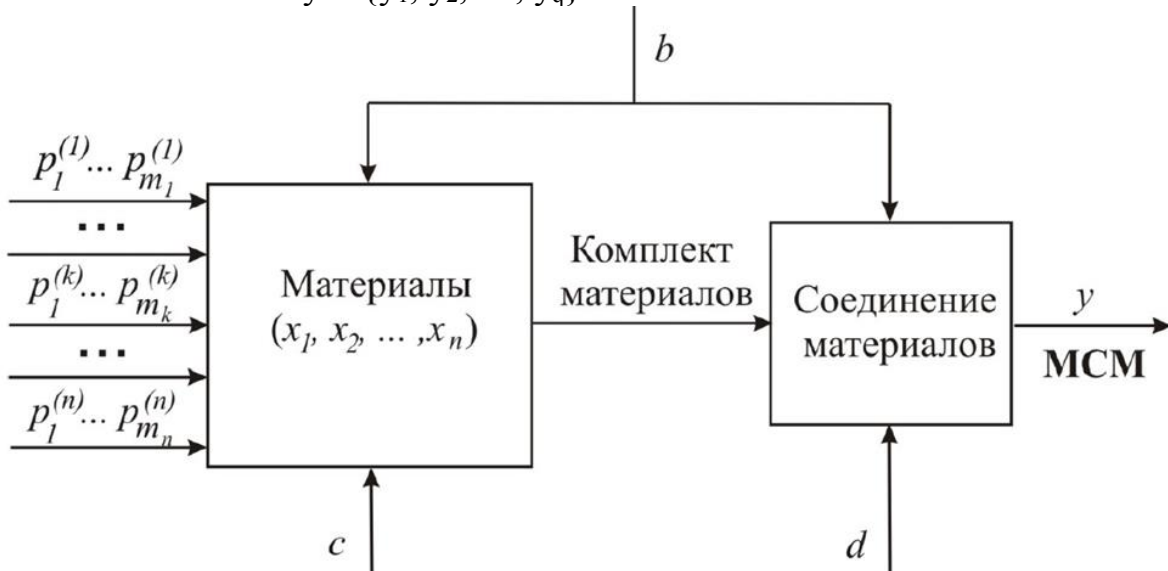 b
p₁⁽¹⁾... pₘ₁⁽¹⁾
...
p₁⁽ᵏ⁾... pₘₖ⁽ᵏ⁾
...
p₁⁽ⁿ⁾... pₘₙ⁽ⁿ⁾
Материалы
(x₁, x₂, ... ,xₙ)
Комплект
материалов
Соединение
материалов
y
МСМ
c
d